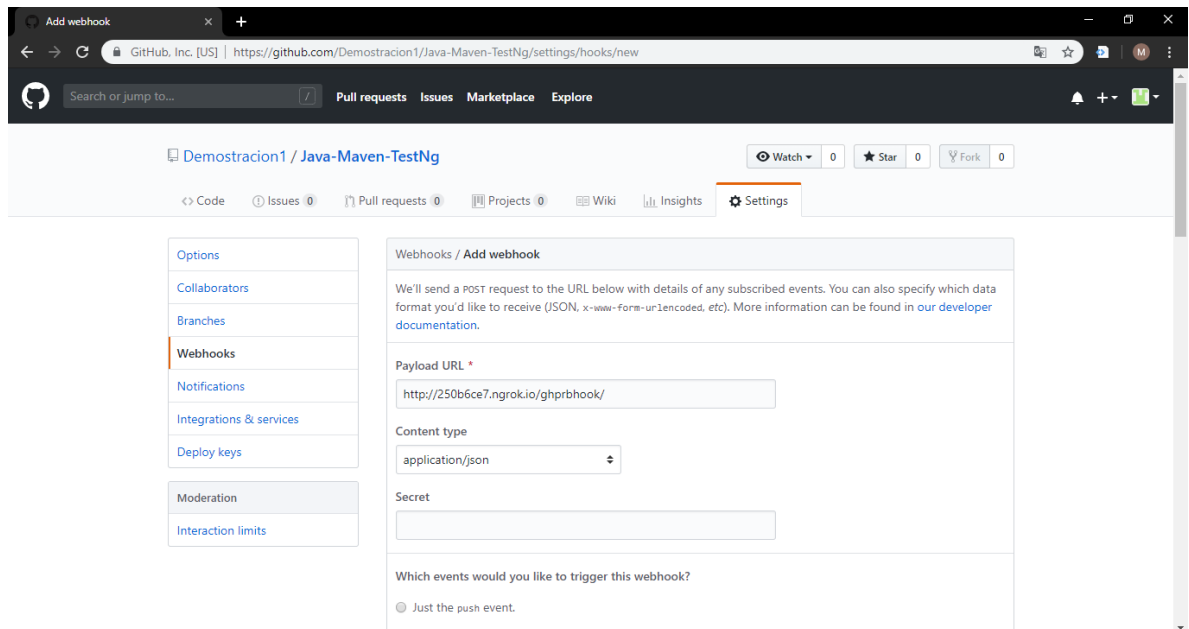 Add webhook
GitHub, Inc. [US] | https://github.com/Demostracion1/Java-Maven-TestNg/settings/hooks/new
M
Search or jump to... /
Pull requests Issues Marketplace Explore
Demostracion1 / Java-Maven-TestNg
Watch 0 Star 0 Fork 0
Code Issues 0 Pull requests 0 Projects 0 Wiki Insights Settings
Options
Collaborators
Branches
Webhooks
Notifications
Integrations & services
Deploy keys
Moderation
Interaction limits
Webhooks / Add webhook
We'll send a POST request to the URL below with details of any subscribed events. You can also specify which data
format you'd like to receive (JSON, x-www-form-urlencoded, etc). More information can be found in our developer
documentation.
Payload URL *
http://250b6ce7.ngrok.io/ghprbhook/
Content type
application/json
Secret
Which events would you like to trigger this webhook?
Just the push event.